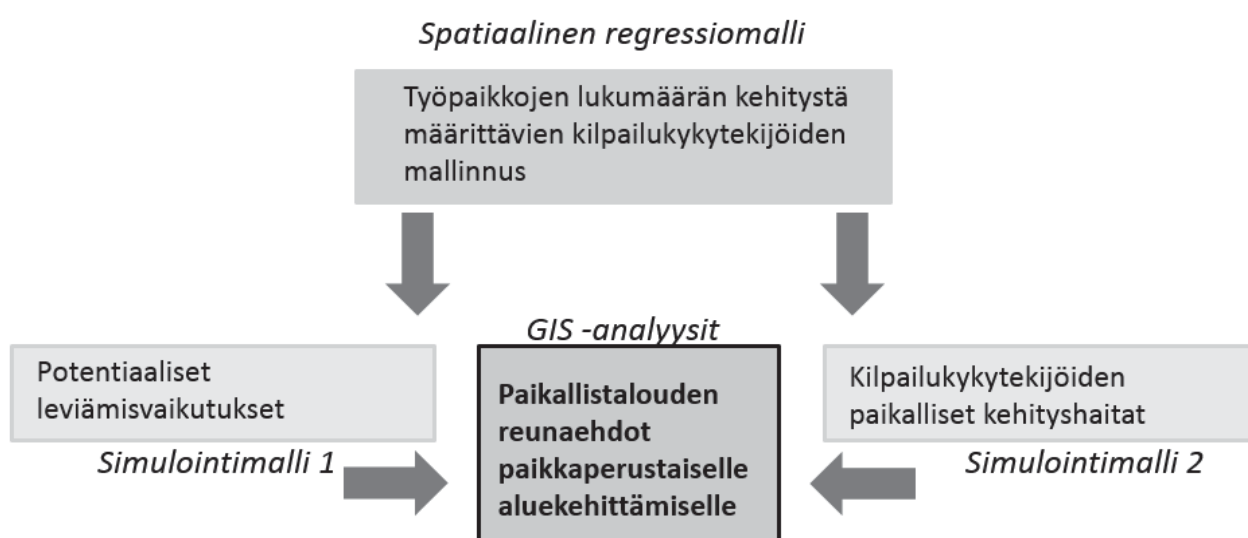 Spatiaalinen regressiomalli
Työpaikkojen lukumäärän kehitystä
määrittävien kilpailukykytekijöiden
mallinnus
GIS -analyysit
Potentiaaliset
leviämisvaikutukset
Simulointimalli 1
Paikallistalouden
reunaehdot
paikkaperustaiselle
aluekehittämiselle
Kilpailukykytekijöiden
paikalliset kehityshaitat
Simulointimalli 2